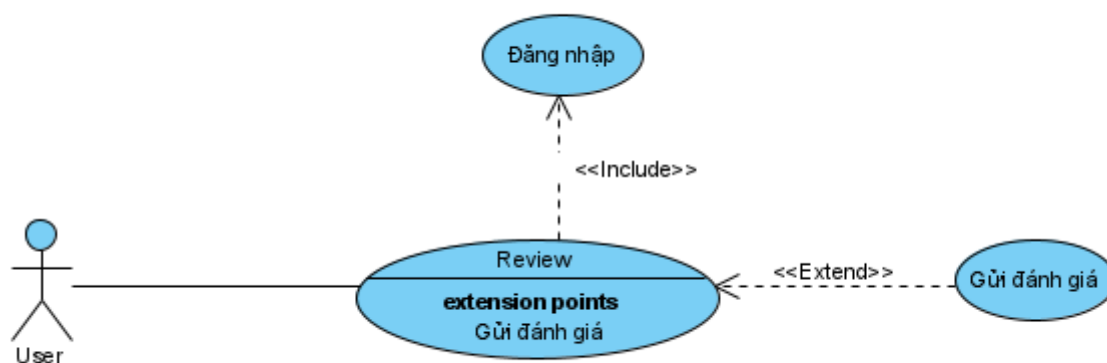 Đăng nhập
<<Include>>
Review
<<Extend>>
Gửi đánh giá
extension points
Gửi đánh giá
User